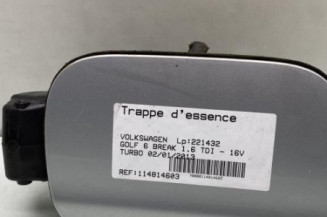 Trappe d'essence
VOLKSWAGEN Lp:221432
GOLF 6 BREAK 1.6 TDI - 16V
TURBO 02/01/2013
REF:114814603